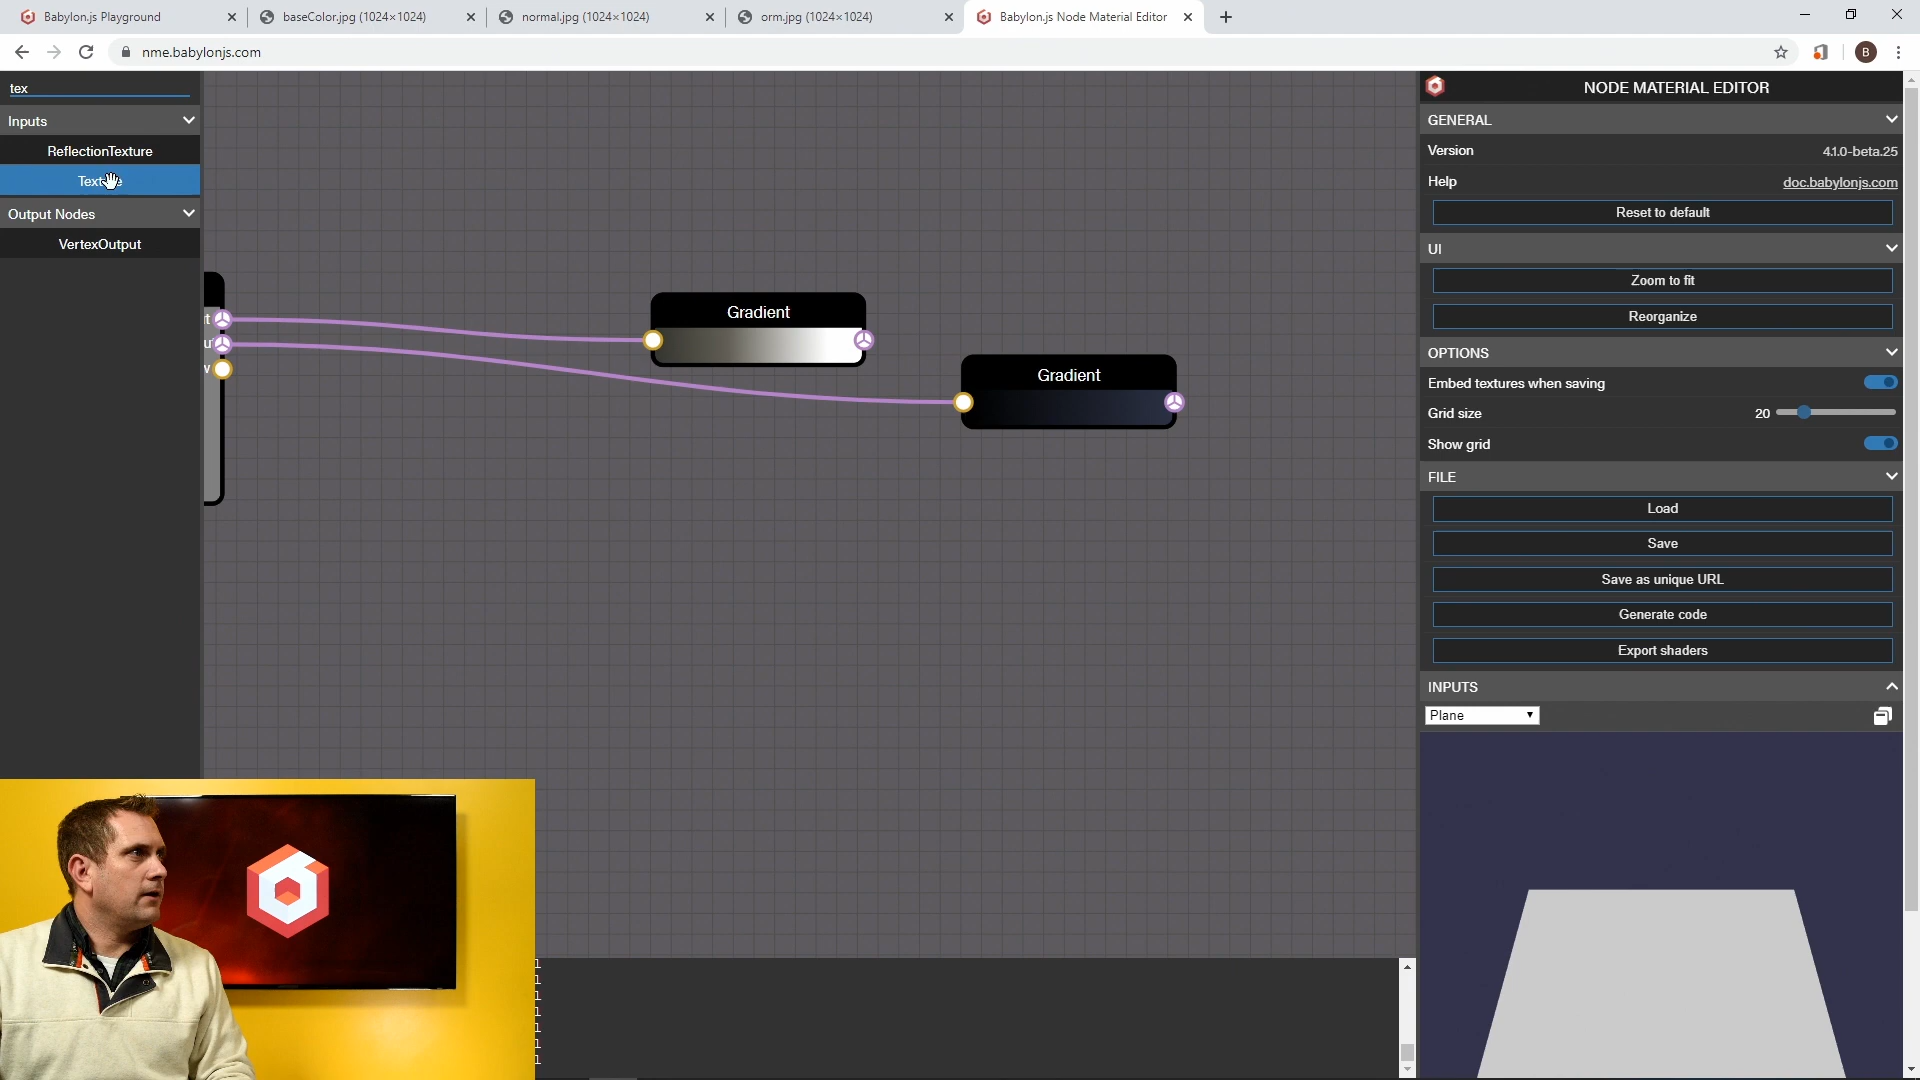 Babylon.js Playground
baseColor.jpg (1024×1024)
normal.jpg (1024×1024)
orm.jpg (1024×1024)
Babylon.js Node Material Editor
nme.babylonjs.com
B
tex
Inputs
ReflectionTexture
Output Nodes
VertexOutput
Gradient
Gradient
NODE MATERIAL EDITOR
GENERAL
Version 4.1.0-beta.25
Help doc.babylonjs.com
Reset to default
UI
Zoom to fit
Reorganize
OPTIONS
Embed textures when saving
Grid size 20
Show grid
FILE
Load
Save
Save as unique URL
Generate code
Export shaders
INPUTS
Plane